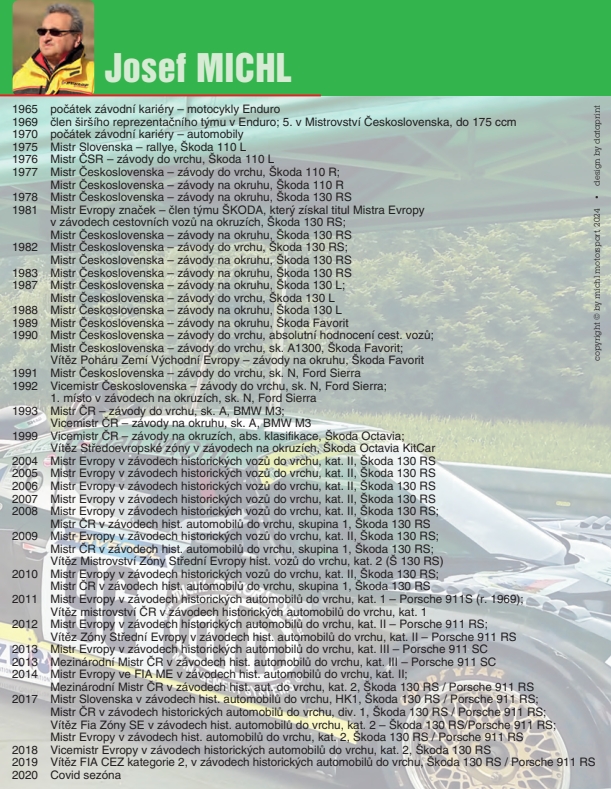 Josef MICHL
1965 počátek závodní kariéry – motocykly Enduro
1969 člen širšího reprezentačního týmu v Enduro; 5. v Mistrovství Československa, do 175 ccm
1970 počátek závodní kariéry – automobily
1975 Mistr Slovenska – rallye, Škoda 110 L
1976 Mistr ČSR – závody do vrchu, Škoda 110 L
1977 Mistr Československa – závody do vrchu, Škoda 110 R;
Mistr Československa – závody na okruhu, Škoda 110 R
1978 Mistr Československa – závody na okruhu, Škoda 130 RS
1981 Mistr Evropy značek – člen týmu ŠKODA, který získal titul Mistra Evropy
v závodech cestovních vozů na okruzích, Škoda 130 RS;
Mistr Československa – závody na okruhu, Škoda 130 RS
1982 Mistr Československa – závody do vrchu, Škoda 130 RS;
Mistr Československa – závody na okruhu, Škoda 130 RS
1983 Mistr Československa – závody na okruhu, Škoda 130 RS
1987 Mistr Československa – závody na okruhu, Škoda 130 L;
Mistr Československa – závody do vrchu, Škoda 130 L
1988 Mistr Československa – závody na okruhu, Škoda 130 L
1989 Mistr Československa – závody na okruhu, Škoda Favorit
1990 Mistr Československa – závody do vrchu, absolutní hodnocení cest. vozů;
Mistr Československa – závody do vrchu, sk. A1300, Škoda Favorit;
Vítěz Poháru Zemí Východní Evropy – závody na okruhu, Škoda Favorit
1991 Mistr Československa – závody do vrchu, sk. N, Ford Sierra
1992 Vicemistr Československa – závody do vrchu, sk. N, Ford Sierra;
1. místo v závodech na okruzích, sk. N, Ford Sierra
1993 Mistr ČR – závody do vrchu, sk. A, BMW M3;
Vicemistr ČR – závody na okruhu, sk. A, BMW M3
1999 Vicemistr ČR – závody na okruzích, abs. klasifikace, Škoda Octavia;
Vítěz Středoevropské zóny v závodech na okruzích, Škoda Octavia KitCar
2004 Mistr Evropy v závodech historických vozů do vrchu, kat. II, Škoda 130 RS
2005 Mistr Evropy v závodech historických vozů do vrchu, kat. II, Škoda 130 RS
2006 Mistr Evropy v závodech historických vozů do vrchu, kat. II, Škoda 130 RS
2007 Mistr Evropy v závodech historických vozů do vrchu, kat. II, Škoda 130 RS
2008 Mistr Evropy v závodech historických vozů do vrchu, kat. II, Škoda 130 RS;
Mistr ČR v závodech hist. automobilů do vrchu, skupina 1, Škoda 130 RS
2009 Mistr Evropy v závodech historických vozů do vrchu, kat. II, Škoda 130 RS;
Mistr ČR v závodech hist. automobilů do vrchu, skupina 1, Škoda 130 RS;
Vítěz Mistrovství Zóny Střední Evropy hist. vozů do vrchu, kat. 2 (Š 130 RS)
2010 Mistr Evropy v závodech historických vozů do vrchu, kat. II, Škoda 130 RS;
Mistr ČR v závodech hist. automobilů do vrchu, skupina 1, Škoda 130 RS
2011 Mistr Evropy v závodech historických automobilů do vrchu, kat. 1 – Porsche 911S (r. 1969);
Vítěz mistrovství ČR v závodech historických automobilů do vrchu, kat. 1
2012 Mistr Evropy v závodech hist. automobilů do vrchu, kat. II – Porsche 911 RS;
Vítěz Zóny Střední Evropy v závodech hist. automobilů do vrchu, kat. II – Porsche 911 RS
2013 Mistr Evropy v závodech hist. automobilů do vrchu, kat. III – Porsche 911 SC
2013 Mezinárodní Mistr ČR v závodech hist. automobilů do vrchu, kat. III – Porsche 911 SC
2014 Mistr Evropy ve FIA ME v závodech hist. automobilů do vrchu, kat. II;
Mezinárodní Mistr ČR v závodech hist. aut. do vrchu, kat. 2, Škoda 130 RS / Porsche 911 RS
2017 Mistr Slovenska v závodech hist. automobilů do vrchu, HK1, Škoda 130 RS / Porsche 911 RS;
Mistr ČR v závodech historických automobilů do vrchu, div. 1, Škoda 130 RS / Porsche 911 RS;
Vítěz Fia Zóny SE v závodech hist. automobilů do vrchu, kat. 2 – Škoda 130 RS/Porsche 911 RS;
Mistr Evropy v závodech hist. automobilů do vrchu, kat. 2, Škoda 130 RS / Porsche 911 RS
2018 Vicemistr Evropy v závodech historických automobilů do vrchu, kat. 2, Škoda 130 RS
2019 Vítěz FIA CEZ kategorie 2, v závodech historických automobilů do vrchu, Škoda 130 RS / Porsche 911 RS
2020 Covid sezóna
copyright © by michl motorsport 2024 • design by dataprint